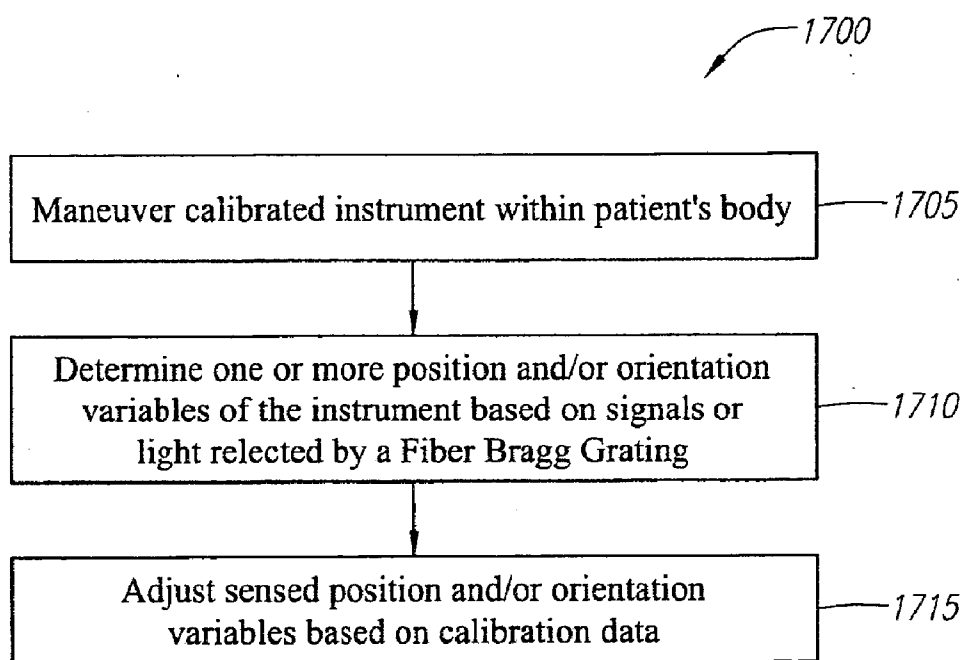 1700
Maneuver calibrated instrument within patient's body
1705
Determine one or more position and/or orientation
variables of the instrument based on signals or
light relected by a Fiber Bragg Grating
1710
Adjust sensed position and/or orientation
variables based on calibration data
1715